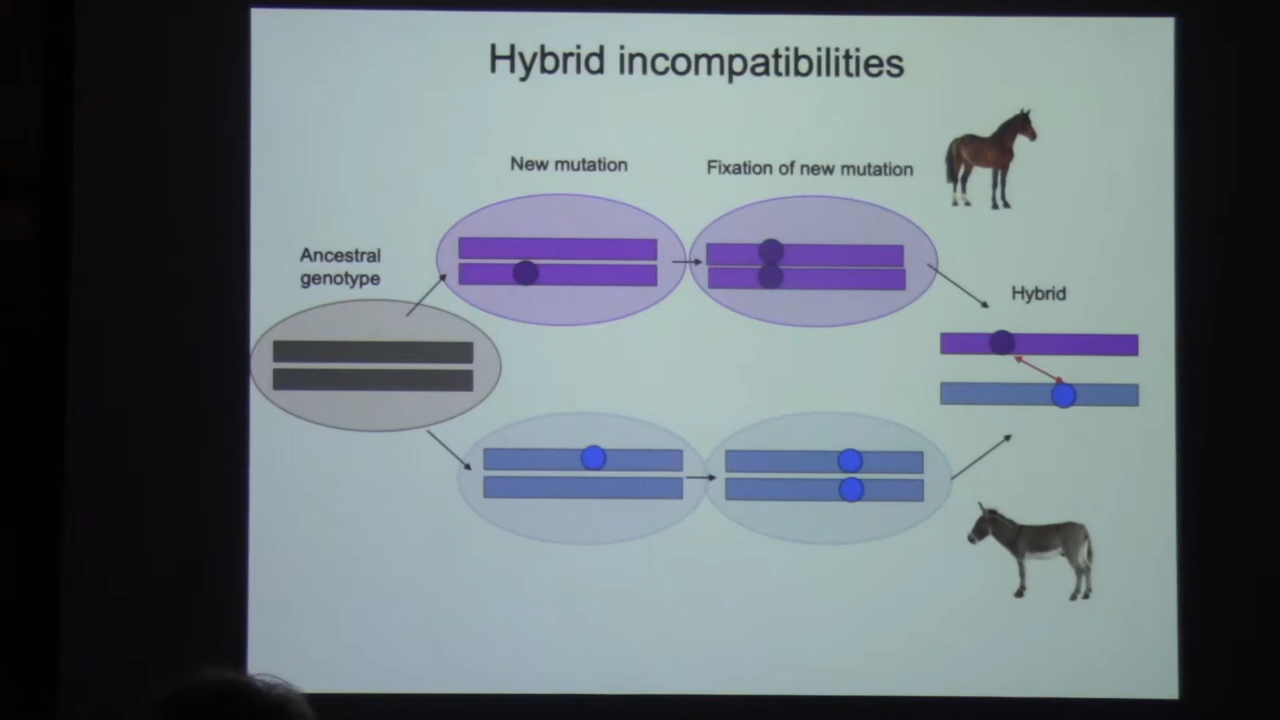 Hybrid incompatibilities
New mutation
Fixation of new mutation
Ancestral
genotype
Hybrid